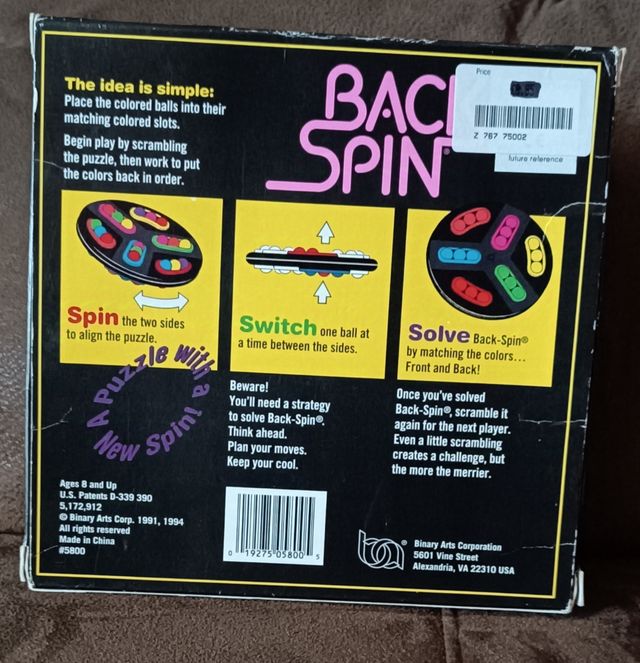 The idea is simple:
Place the colored balls into their
matching colored slots.
Begin play by scrambling
the puzzle, then work to put
the colors back in order.
BAC
SPIN®
Price
Z 767 75002
future reference
Spin the two sides
to align the puzzle.
Switch one ball at
a time between the sides.
Solve Back-Spin®
by matching the colors...
Front and Back!
A Puzzle with a
New Spin!
Beware!
You'll need a strategy
to solve Back-Spin®.
Think ahead.
Plan your moves.
Keep your cool.
Once you've solved
Back-Spin®, scramble it
again for the next player.
Even a little scrambling
creates a challenge, but
the more the merrier.
Ages 8 and Up
U.S. Patents D-339 390
5,172,912
© Binary Arts Corp. 1991, 1994
All rights reserved
Made in China
#5800
0 19275 05800 5
ba®
Binary Arts Corporation
5601 Vine Street
Alexandria, VA 22310 USA